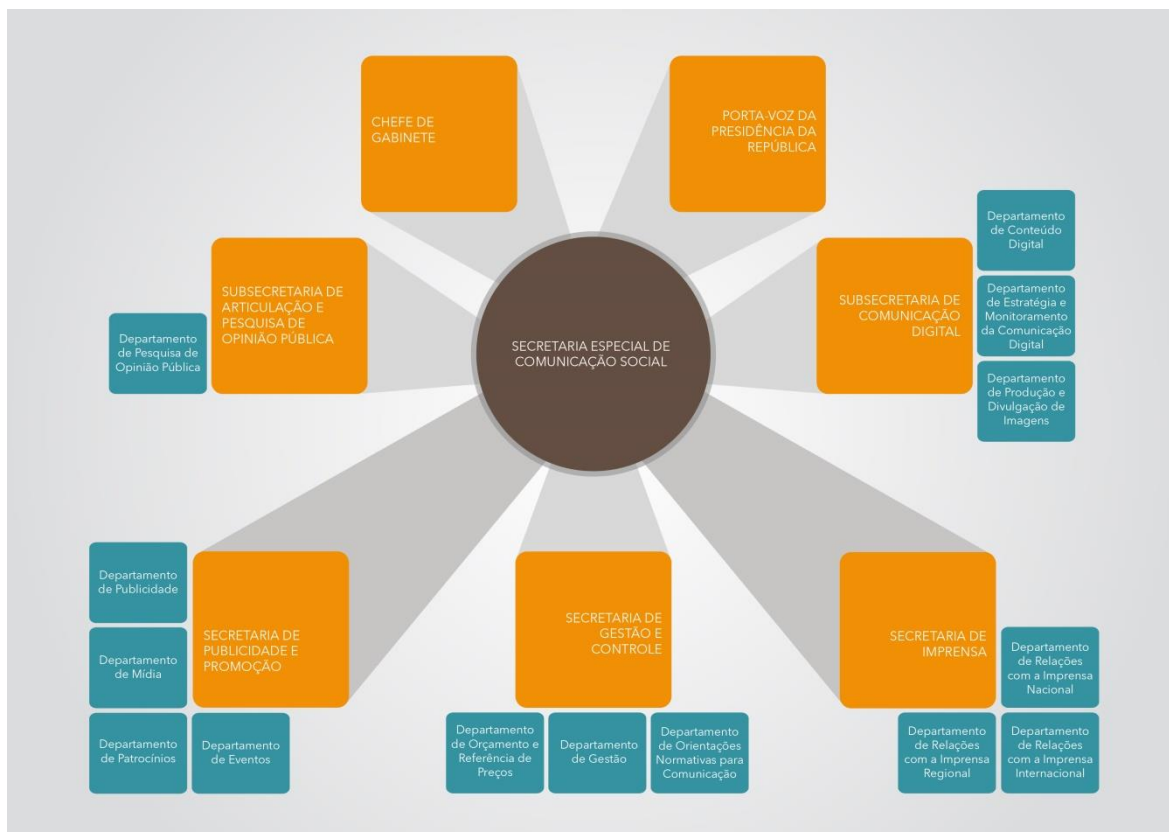 CHEFE DE
GABINETE
PORTA-VOZ DA
PRESIDÊNCIA DA
REPÚBLICA
SUBSECRETARIA DE
ARTICULAÇÃO E
PESQUISA DE
OPINIÃO PÚBLICA
Departamento
de Pesquisa de
Opinião Pública
SECRETARIA ESPECIAL DE
COMUNICAÇÃO SOCIAL
SUBSECRETARIA DE
COMUNICAÇÃO
DIGITAL
Departamento
de Conteúdo
Digital
Departamento
de Estratégia e
Monitoramento
da Comunicação
Digital
Departamento
de Produção e
Divulgação de
Imagens
Departamento
de Publicidade
Departamento
de Mídia
Departamento
de Patrocínios
Departamento
de Eventos
SECRETARIA DE
PUBLICIDADE E
PROMOÇÃO
SECRETARIA DE
GESTÃO E
CONTROLE
Departamento
de Orçamento e
Referência de
Preços
Departamento
de Gestão
Departamento
de Orientações
Normativas para
Comunicação
SECRETARIA DE
IMPRENSA
Departamento
de Relações
com a Imprensa
Nacional
Departamento
de Relações
com a Imprensa
Regional
Departamento
de Relações
com a Imprensa
Internacional